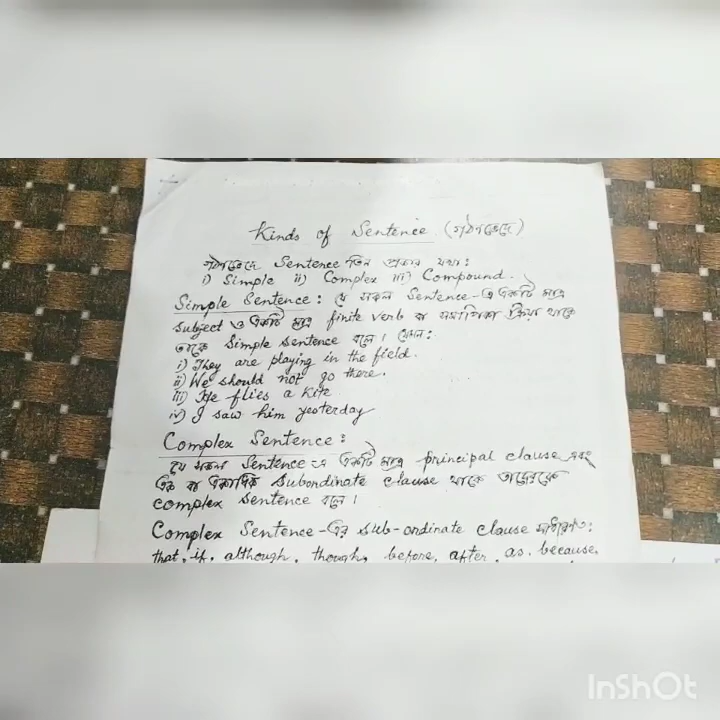 Kinds of Sentence (গঠণভেদে)
গঠণভেদে Sentence তিন প্রকার যথা:
i) Simple ii) Complex iii) Compound.
Simple Sentence: যে সকল Sentence-এ একটি মাত্র
subject ও একটি মাত্র finite verb বা সমাপিকা ক্রিয়া থাকে
তাকে Simple sentence বলে। যেমন:
i) They are playing in the field.
ii) We should not go there.
iii) He flies a kite
iv) I saw him yesterday
Complex Sentence:
যে সকল Sentence-এ একটি মাত্র principal clause এবং
এক বা একাধিক Subordinate clause থাকে তাদেরকে
complex sentence বলে।
Complex Sentence-এর sub-ordinate clause সাধারণত:
that, if, although, though, before, after, as, because,
InShOt